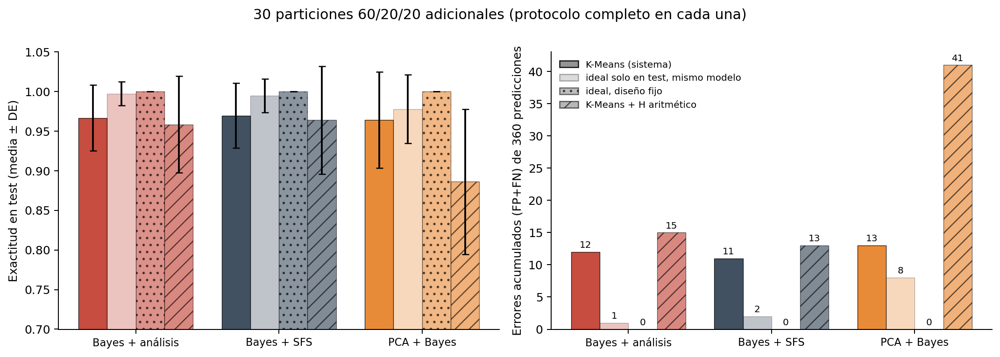 30 particiones 60/20/20 adicionales (protocolo completo en cada una)
Exactitud en test (media ± DE)
1.05
1.00
0.95
0.90
0.85
0.80
0.75
0.70
Bayes + análisis
Bayes + SFS
PCA + Bayes
Errores acumulados (FP+FN) de 360 predicciones
40
35
30
25
20
15
10
5
0
K-Means (sistema)
ideal solo en test, mismo modelo
ideal, diseño fijo
K-Means + H aritmético
12
1
0
15
11
2
0
13
13
8
0
41
Bayes + análisis
Bayes + SFS
PCA + Bayes